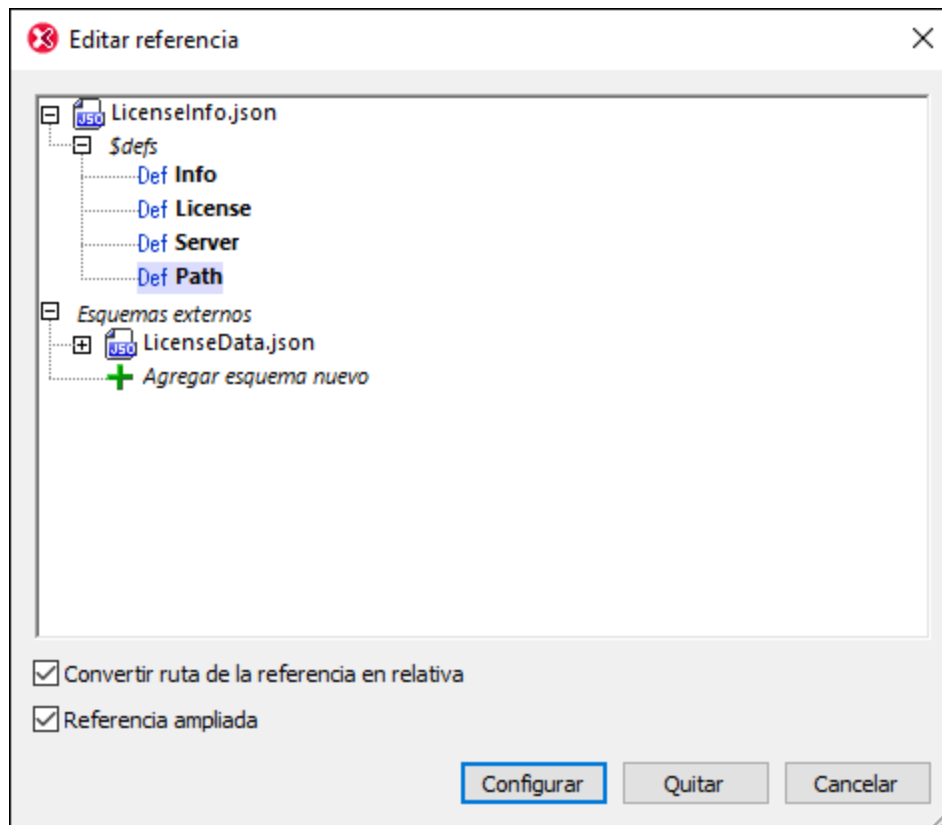 Editar referencia
LicenseInfo.json
$defs
Def Info
Def License
Def Server
Def Path
Esquemas externos
LicenseData.json
Agregar esquema nuevo
Convertir ruta de la referencia en relativa
Referencia ampliada
Configurar Quitar Cancelar